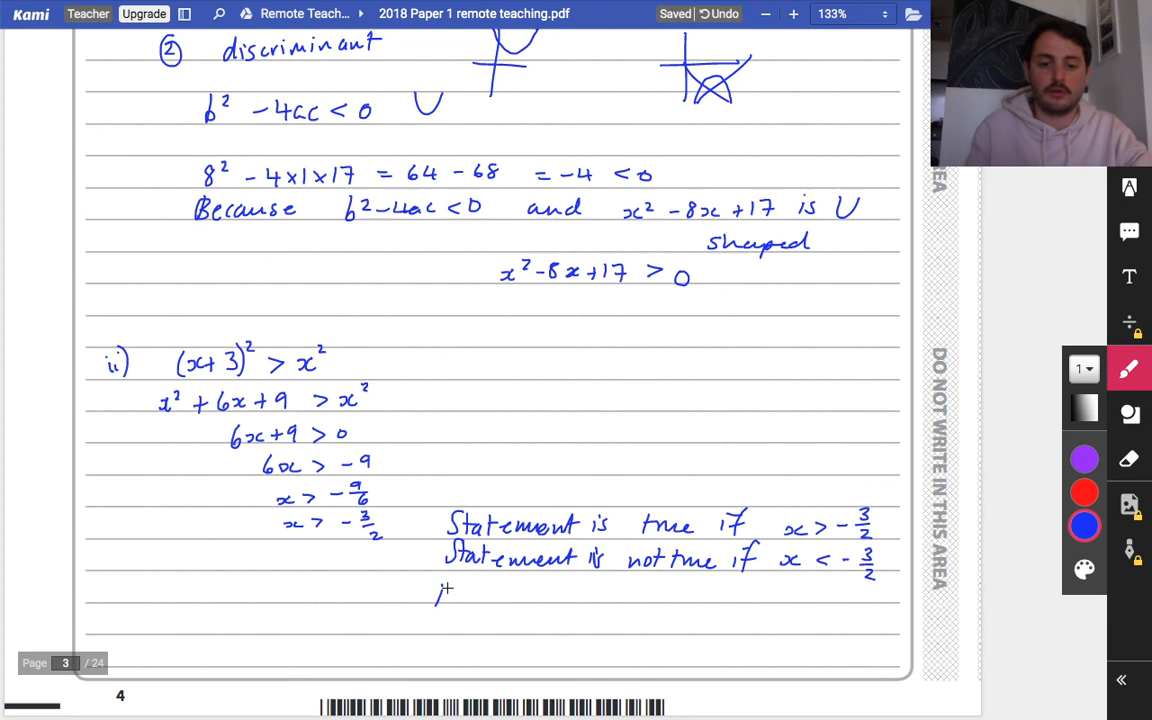 Kami Teacher Upgrade Remote Teach... 2018 Paper 1 remote teaching.pdf Saved Undo 133%
② discriminant
b² - 4ac < 0 U
8² - 4×1×17 = 64 - 68 = -4 < 0
Because b²-4ac < 0 and x² - 8x + 17 is U
shaped
x² - 8x + 17 > 0
ii) (x+3)² > x²
x² + 6x + 9 > x²
6x+9 > 0
6x > -9
x > -9/6
x > -3/2
Statement is true if x > -3/2
Statement is not true if x < -3/2
EA
DO NOT WRITE IN THIS AREA
Page 3 / 24
4
1
A
T